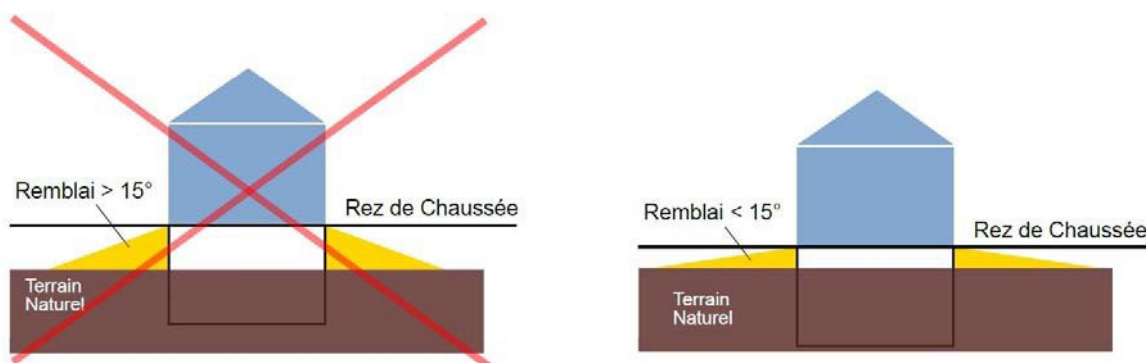 Remblai > 15°
Rez de Chaussée
Terrain
Naturel
Remblai < 15°
Rez de Chaussée
Terrain
Naturel